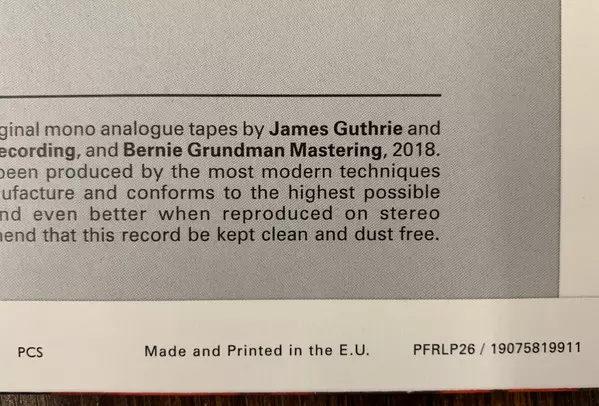 ginal mono analogue tapes by James Guthrie and
ecording, and Bernie Grundman Mastering, 2018.
been produced by the most modern techniques
ufacture and conforms to the highest possible
nd even better when reproduced on stereo
end that this record be kept clean and dust free.
PCS Made and Printed in the E.U. PFRLP26 / 19075819911